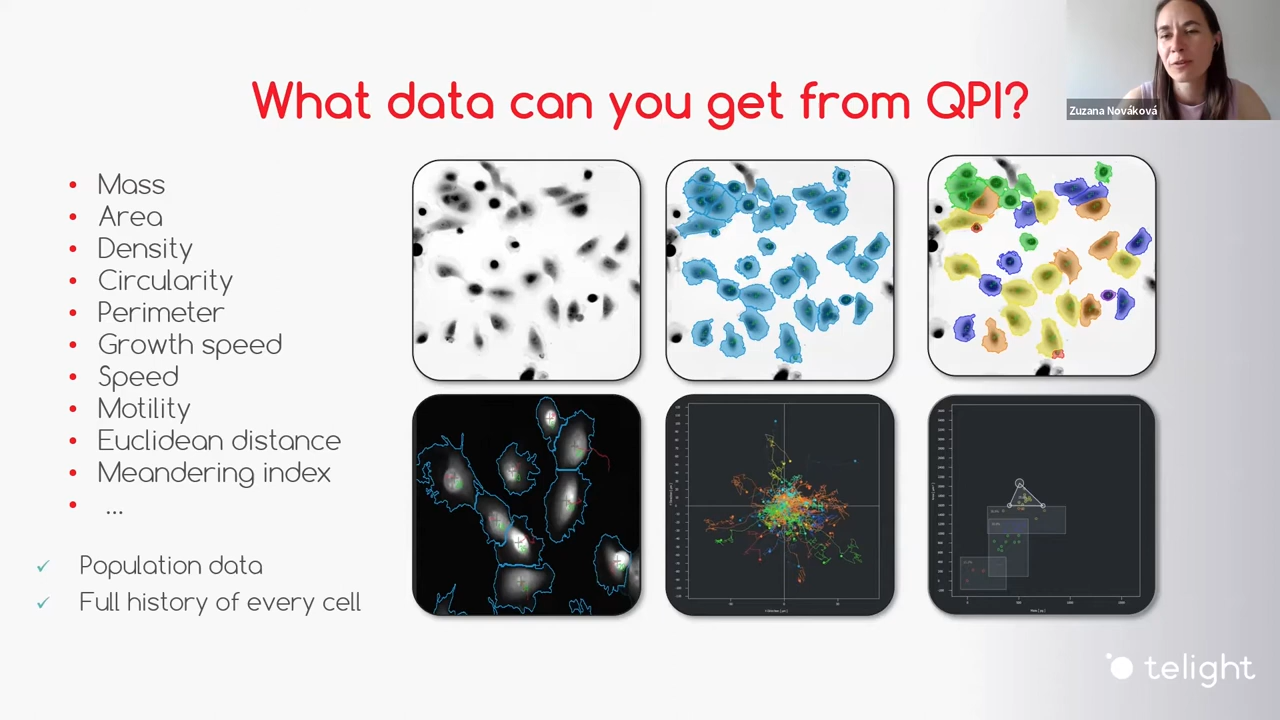 What data can you get from QPI?
Zuzana Nováková
• Mass
• Area
• Density
• Circularity
• Perimeter
• Growth speed
• Speed
• Motility
• Euclidean distance
• Meandering index
• ...
✓ Population data
✓ Full history of every cell
telight